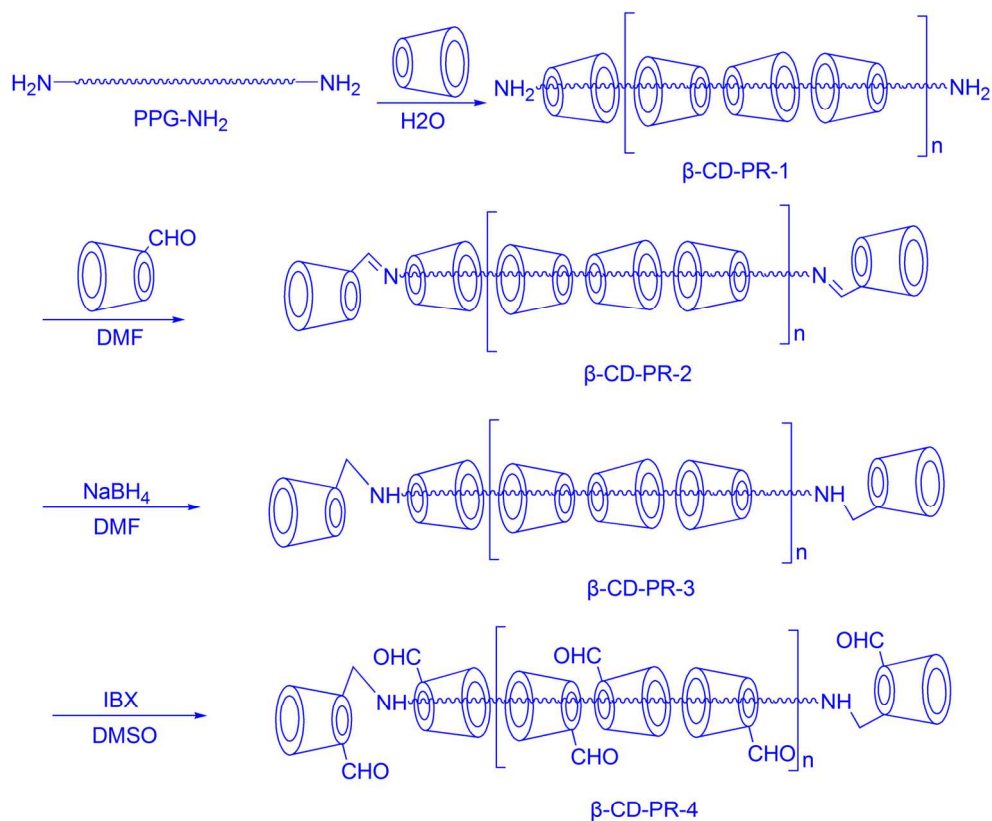 H₂N
NH₂
PPG-NH₂
H2O
NH₂
NH₂
n
β-CD-PR-1
CHO
DMF
N
N
n
β-CD-PR-2
NaBH₄
DMF
NH
NH
n
β-CD-PR-3
IBX
DMSO
OHC
NH
CHO
OHC
CHO
CHO
n
NH
OHC
β-CD-PR-4